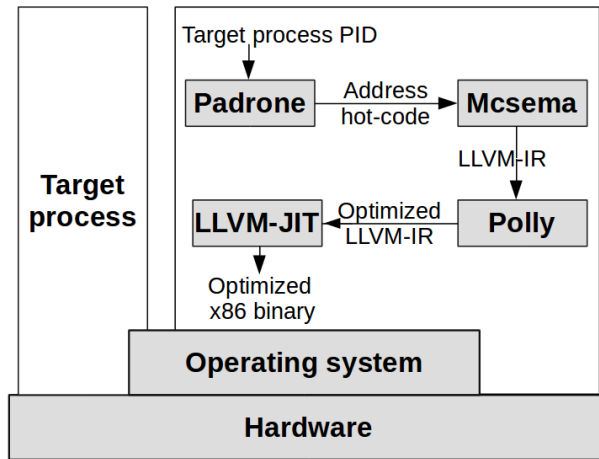 Target process PID
Padrone
Address
hot-code
Mcsema
LLVM-IR
Target
process
LLVM-JIT
Optimized
LLVM-IR
Polly
Optimized
x86 binary
Operating system
Hardware